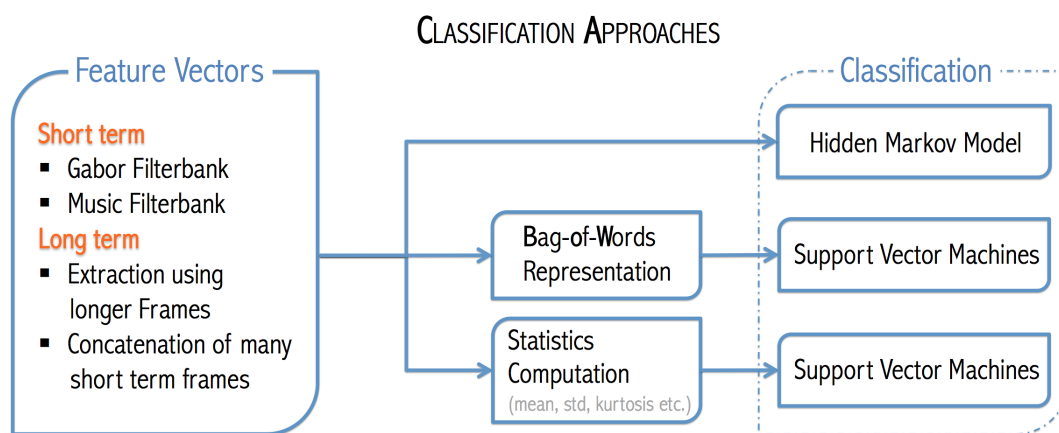 CLASSIFICATION APPROACHES
Feature Vectors
Short term
▪ Gabor Filterbank
▪ Music Filterbank
Long term
▪ Extraction using
longer Frames
▪ Concatenation of many
short term frames
Bag-of-Words
Representation
Statistics
Computation
(mean, std, kurtosis etc.)
Classification
Hidden Markov Model
Support Vector Machines
Support Vector Machines